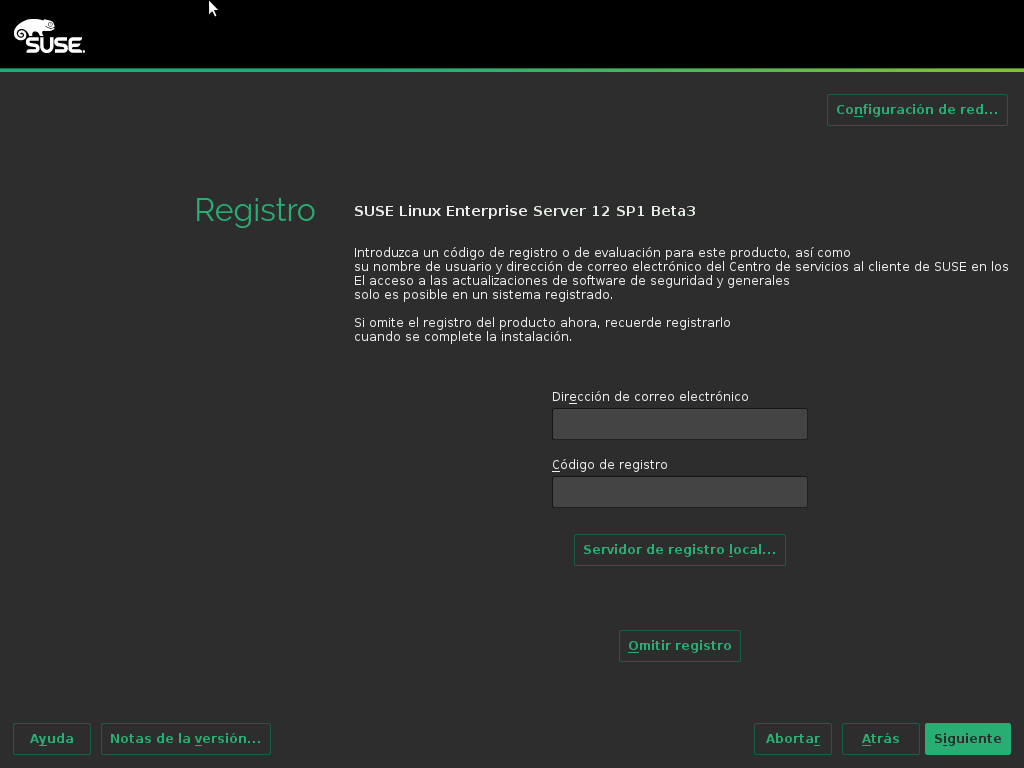 SUSE.
Configuración de red...
Registro
SUSE Linux Enterprise Server 12 SP1 Beta3
Introduzca un código de registro o de evaluación para este producto, así como
su nombre de usuario y dirección de correo electrónico del Centro de servicios al cliente de SUSE en los
El acceso a las actualizaciones de software de seguridad y generales
solo es posible en un sistema registrado.
Si omite el registro del producto ahora, recuerde registrarlo
cuando se complete la instalación.
Dirección de correo electrónico
Código de registro
Servidor de registro local...
Omitir registro
Ayuda
Notas de la versión...
Abortar
Atrás
Siguiente